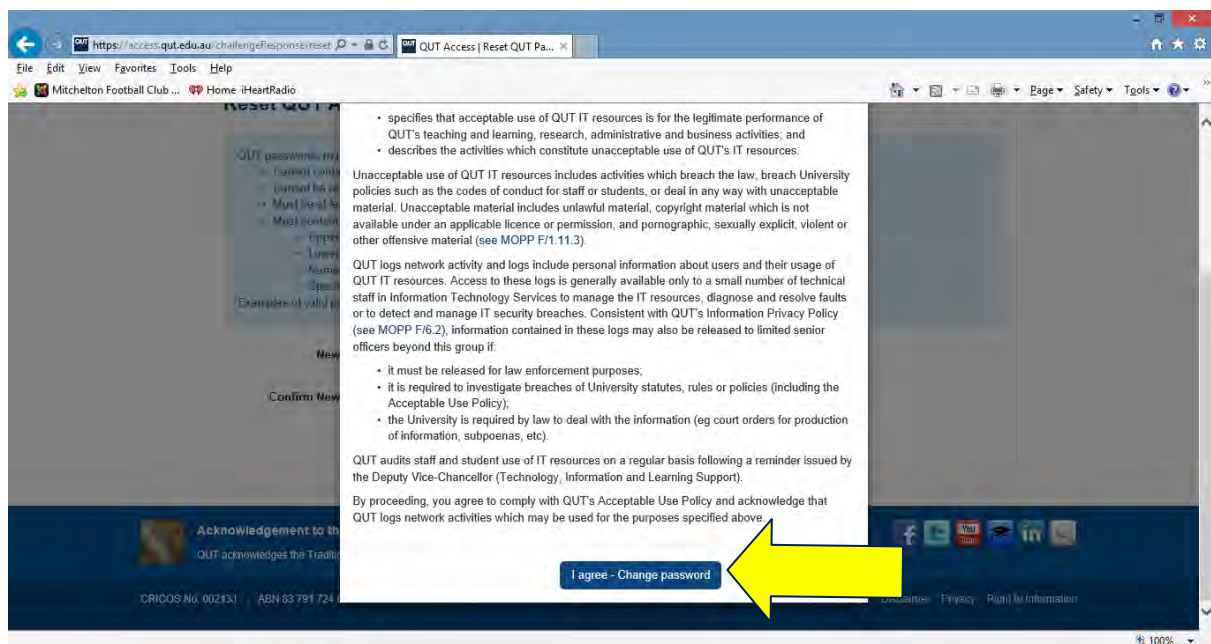 https://access.qut.edu.au/challengeResponse/reset
QUT Access | Reset QUT Pa...
File Edit View Favorites Tools Help
Mitchelton Football Club ... Home iHeartRadio
Page Safety Tools
Reset QUT A
QUT passwords
• specifies that acceptable use of QUT IT resources is for the legitimate performance of
QUT's teaching and learning, research, administrative and business activities; and
• describes the activities which constitute unacceptable use of QUT's IT resources.
Unacceptable use of QUT IT resources includes activities which breach the law, breach University
policies such as the codes of conduct for staff or students, or deal in any way with unacceptable
material. Unacceptable material includes unlawful material, copyright material which is not
available under an applicable licence or permission, and pornographic, sexually explicit, violent or
other offensive material (see MOPP F/1.11.3).
QUT logs network activity and logs include personal information about users and their usage of
QUT IT resources. Access to these logs is generally available only to a small number of technical
staff in Information Technology Services to manage the IT resources, diagnose and resolve faults
or to detect and manage IT security breaches. Consistent with QUT's Information Privacy Policy
(see MOPP F/6.2), information contained in these logs may also be released to limited senior
officers beyond this group if:
• it must be released for law enforcement purposes;
• it is required to investigate breaches of University statutes, rules or policies (including the
Acceptable Use Policy);
• the University is required by law to deal with the information (eg court orders for production
of information, subpoenas, etc).
QUT audits staff and student use of IT resources on a regular basis following a reminder issued by
the Deputy Vice-Chancellor (Technology, Information and Learning Support).
By proceeding, you agree to comply with QUT's Acceptable Use Policy and acknowledge that
QUT logs network activities which may be used for the purposes specified above.
I agree - Change password
Examples of valid
New
Confirm New
Acknowledgement to th
QUT acknowledges the Traditio
You Tube
CRICOS No. 00213J ABN 83 791 724
Disclaimer Privacy Right to Information
100%